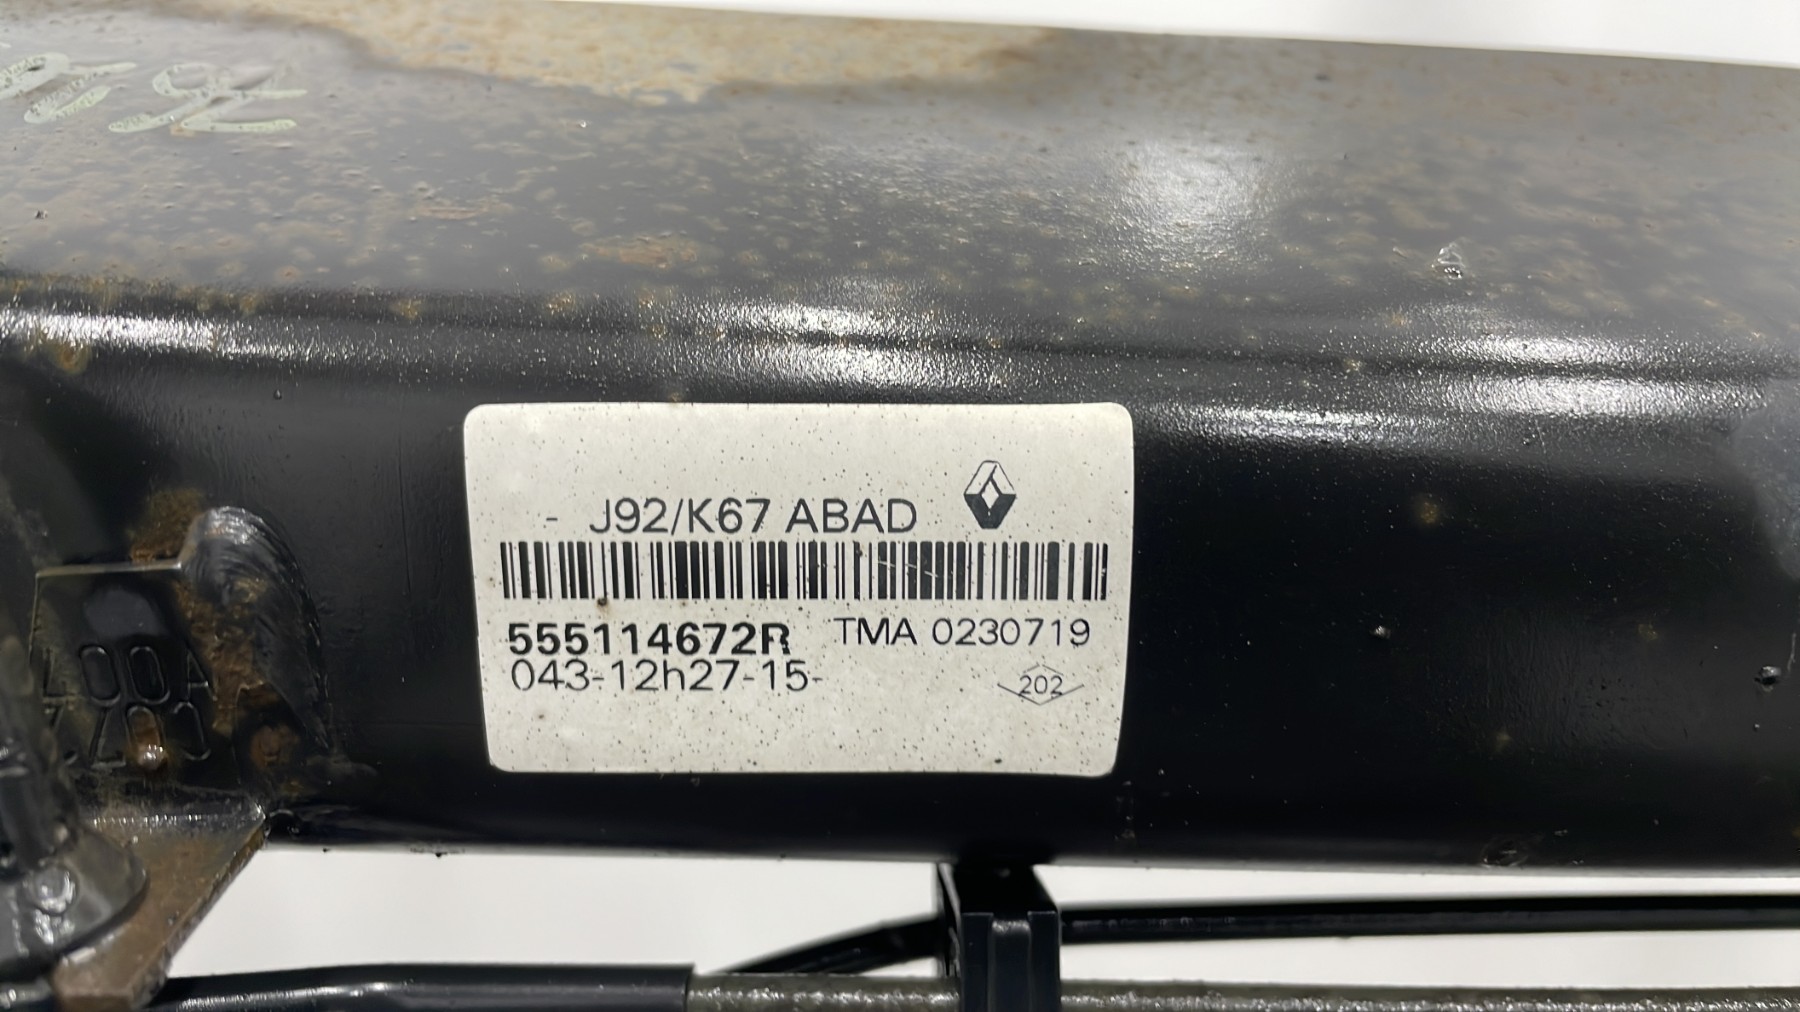 - J92/K67 ABAD
555114672R TMA 0230719
043-12h27-15-
202